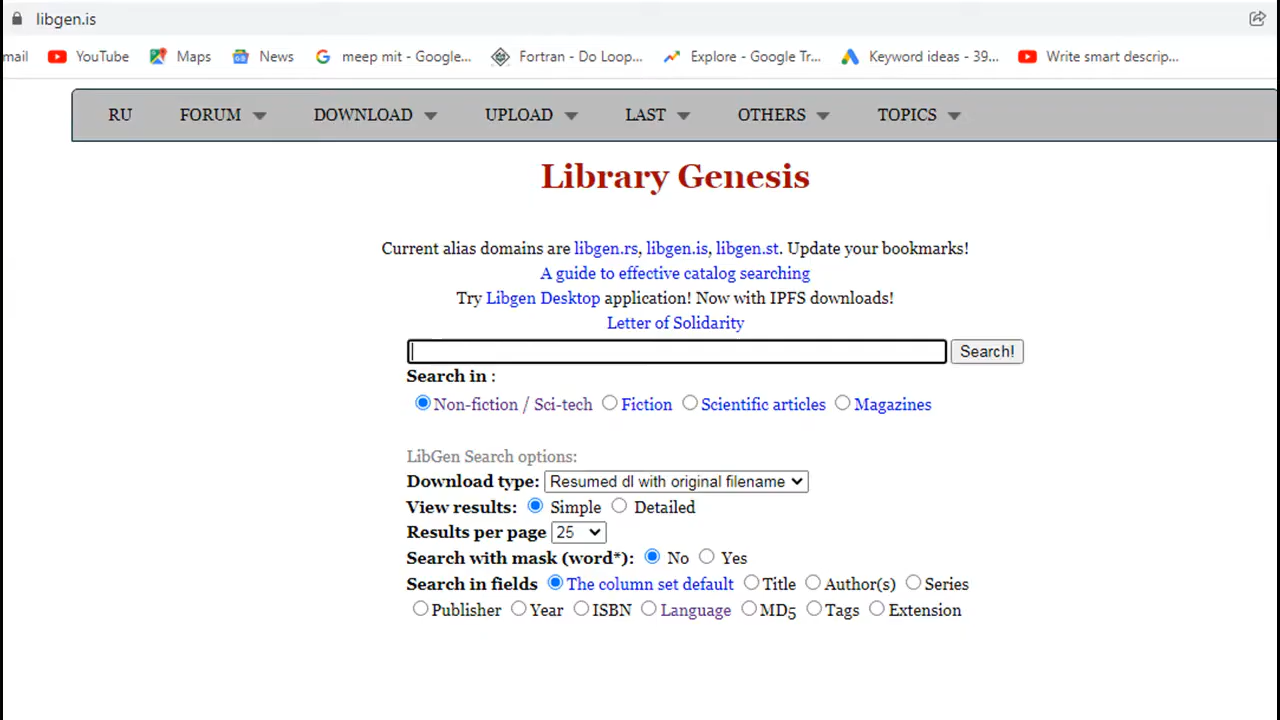 libgen.is
mail YouTube Maps News meep mit - Google... Fortran - Do Loop... Explore - Google Tr... Keyword ideas - 39... Write smart descrip...
RU FORUM DOWNLOAD UPLOAD LAST OTHERS TOPICS
Library Genesis
Current alias domains are libgen.rs, libgen.is, libgen.st. Update your bookmarks!
A guide to effective catalog searching
Try Libgen Desktop application! Now with IPFS downloads!
Letter of Solidarity
Search!
Search in :
Non-fiction / Sci-tech Fiction Scientific articles Magazines
LibGen Search options:
Download type: Resumed dl with original filename
View results: Simple Detailed
Results per page 25
Search with mask (word*): No Yes
Search in fields The column set default Title Author(s) Series
Publisher Year ISBN Language MD5 Tags Extension